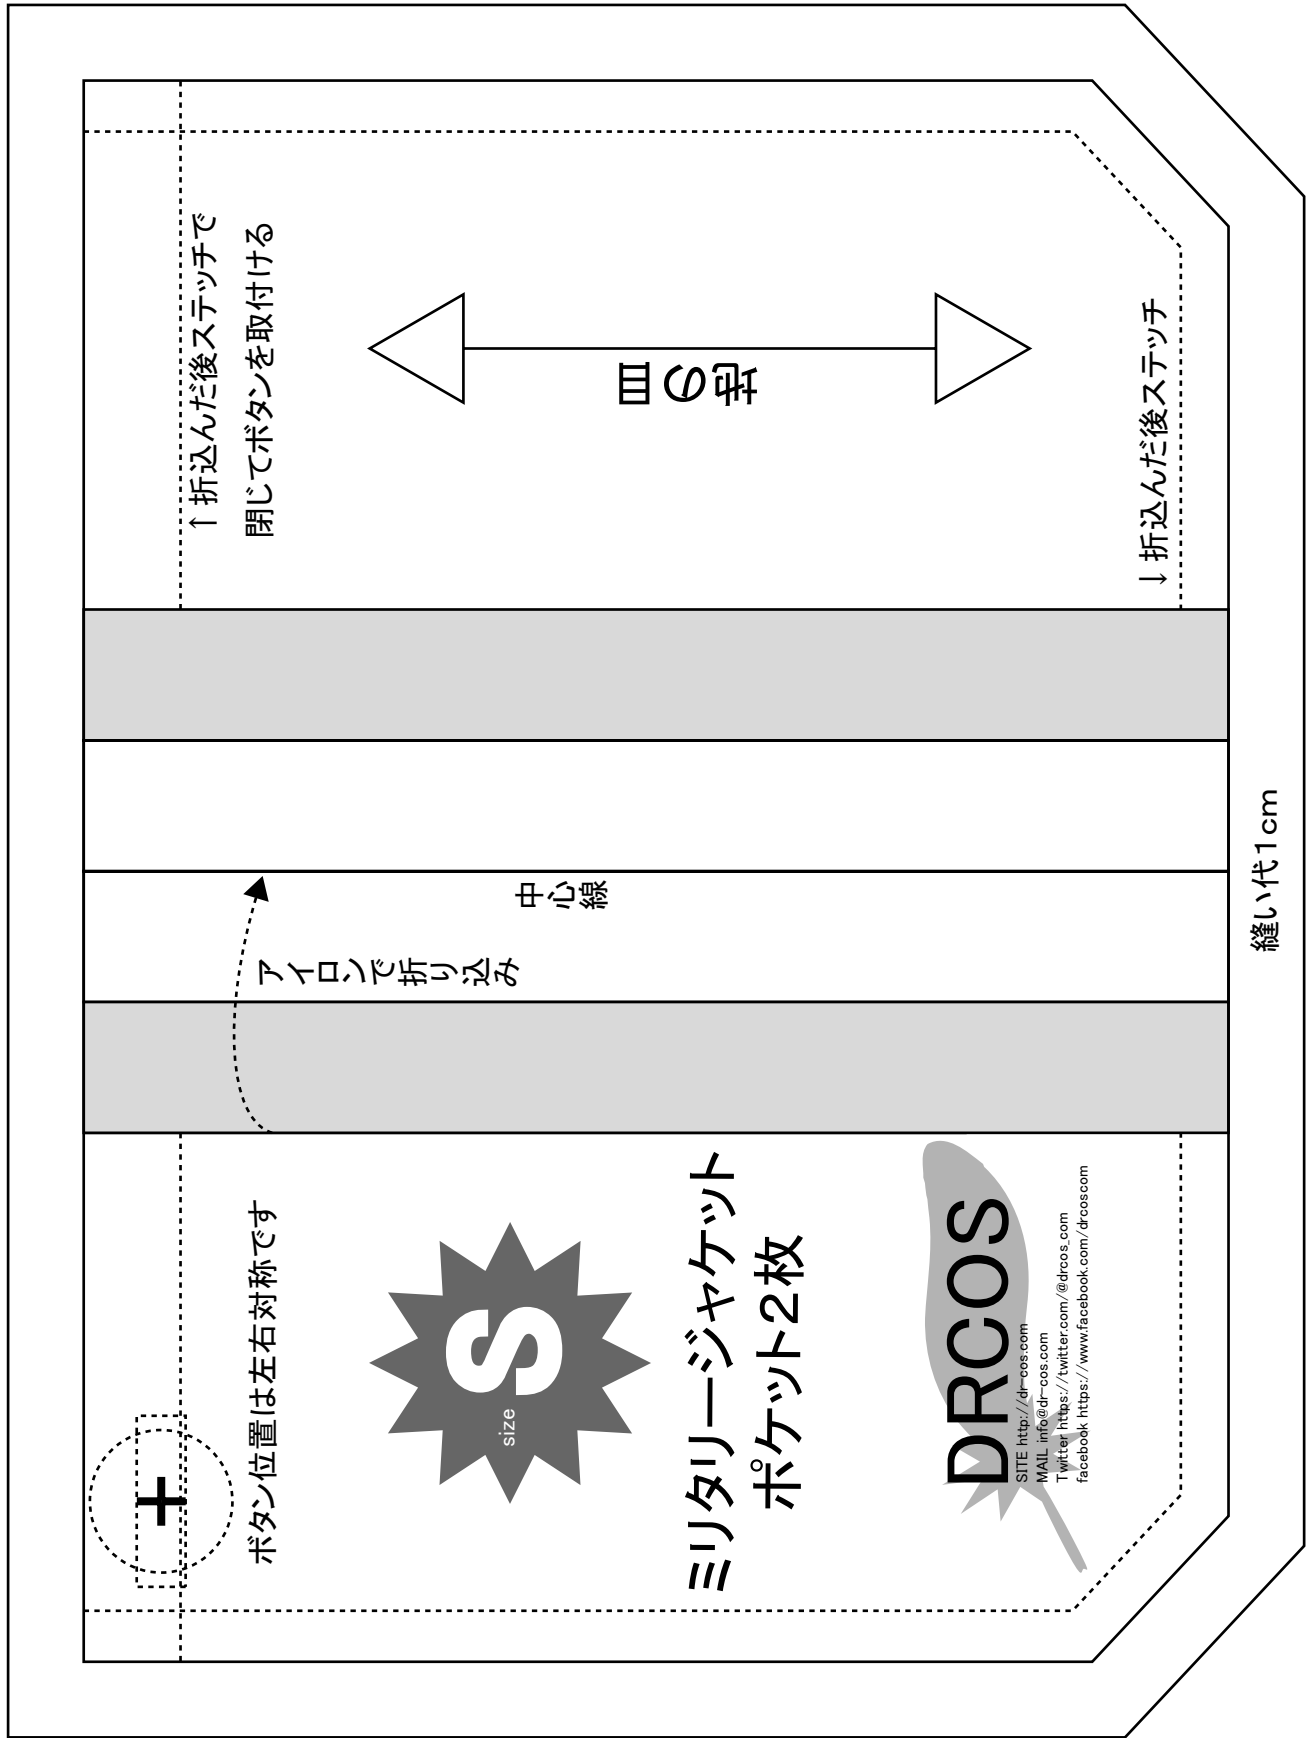 ↑折込んだ後ステッチで
閉じてボタンを取付ける
地の目
↓折込んだ後ステッチ
中心線
アイロンで折り込み
縫い代1cm
ボタン位置は左右対称です
size
S
ミリタリージャケット
ポケット2枚
DRCOS
SITE http://dr-cos.com
MAIL info@dr-cos.com
Twitter https://twitter.com/@drcos_com
facebook https://www.facebook.com/drcoscom